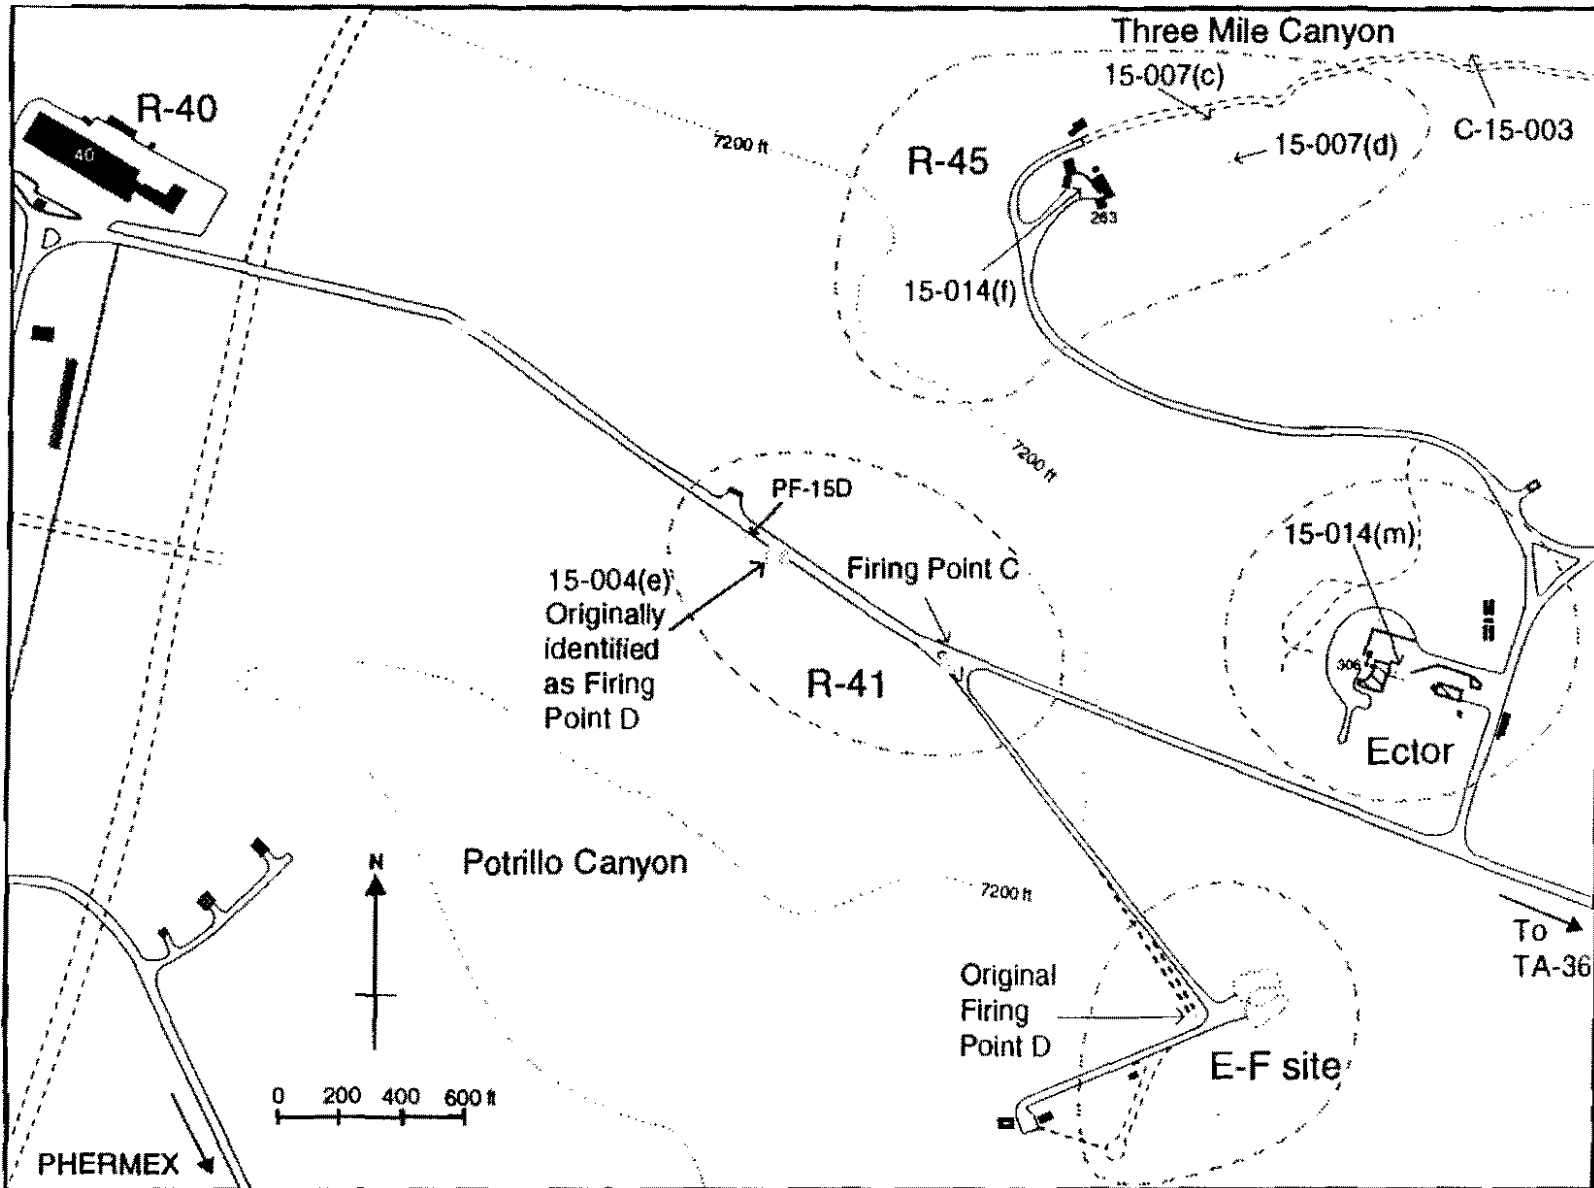 Three Mile Canyon
15-007(c)
R-40
C-15-003
7200 ft
15-007(d)
40
R-45
263
15-014(f)
7200 ft
PF-15D
15-014(m)
15-004(e)
Originally
identified
as Firing
Point D
Firing Point C
306
R-41
Ector
N
Potrillo Canyon
7200 ft
To
TA-36
Original
Firing
Point D
E-F site
0 200 400 600 ft
PHERMEX